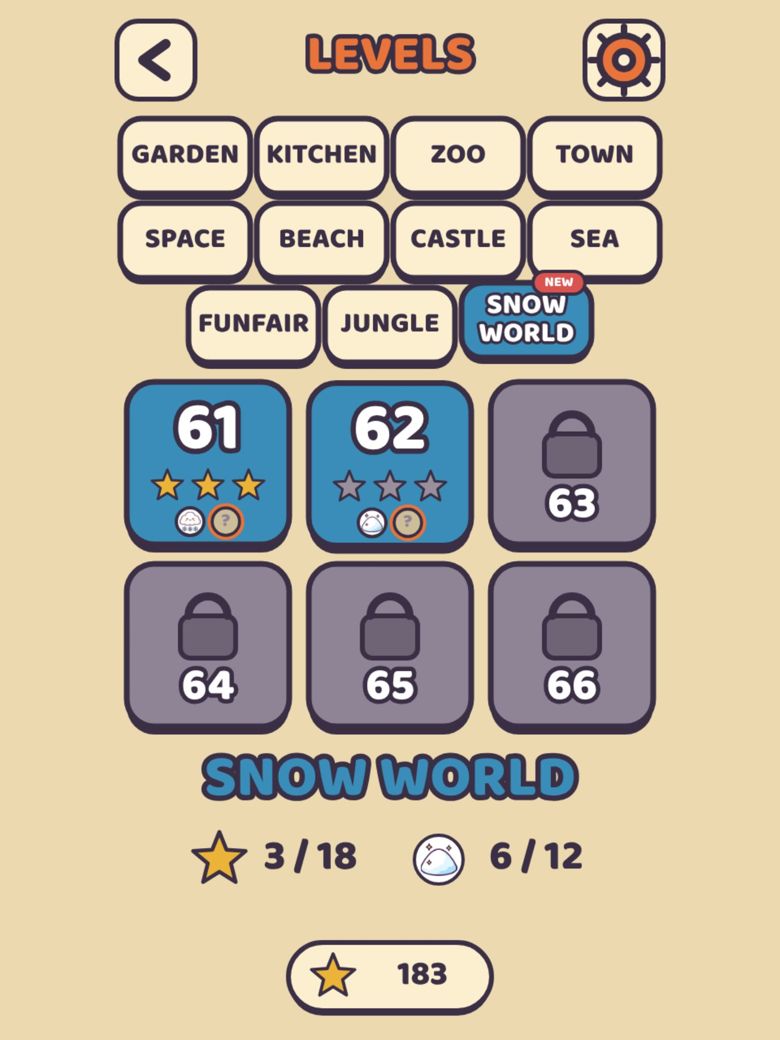 LEVELS
GARDEN KITCHEN ZOO TOWN
SPACE BEACH CASTLE SEA
NEW
FUNFAIR JUNGLE SNOW WORLD
61 62 63
? ?
64 65 66
SNOW WORLD
3 / 18 6 / 12
183